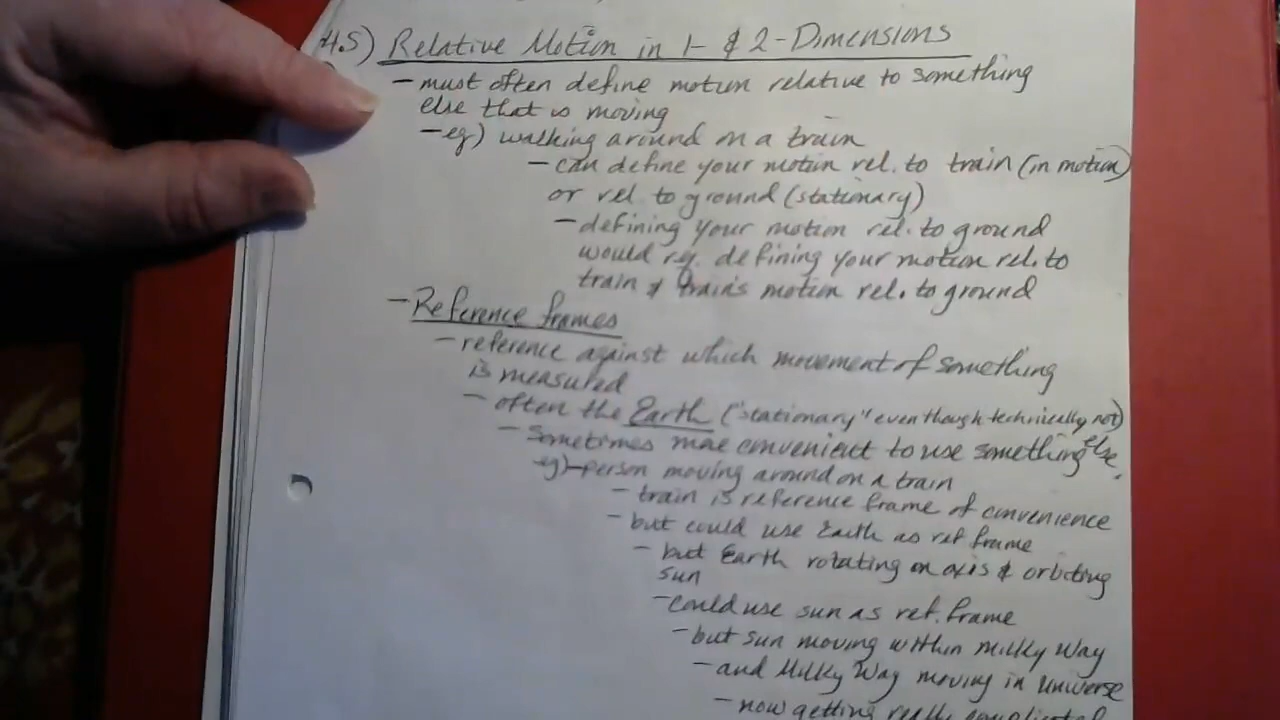 4.5) Relative Motion in 1- & 2-Dimensions
- must often define motion relative to something
else that is moving
- eg) walking around on a train
- can define your motion rel. to train (in motion)
or rel to ground (stationary)
- defining your motion rel. to ground
would rq. defining your motion rel. to
train & train's motion rel. to ground
- Reference frames
- reference against which movement of something
is measured
- often the Earth ("stationary" even though technically not)
- sometimes more convenient to use something else.
eg) - person moving around on a train
- train is reference frame of convenience
- but could use Earth as ref frame
- but Earth rotating on axis & orbiting
sun
- could use sun as ref. frame
- but sun moving within Milky Way
- and Milky Way moving in Universe
- now getting really complicated